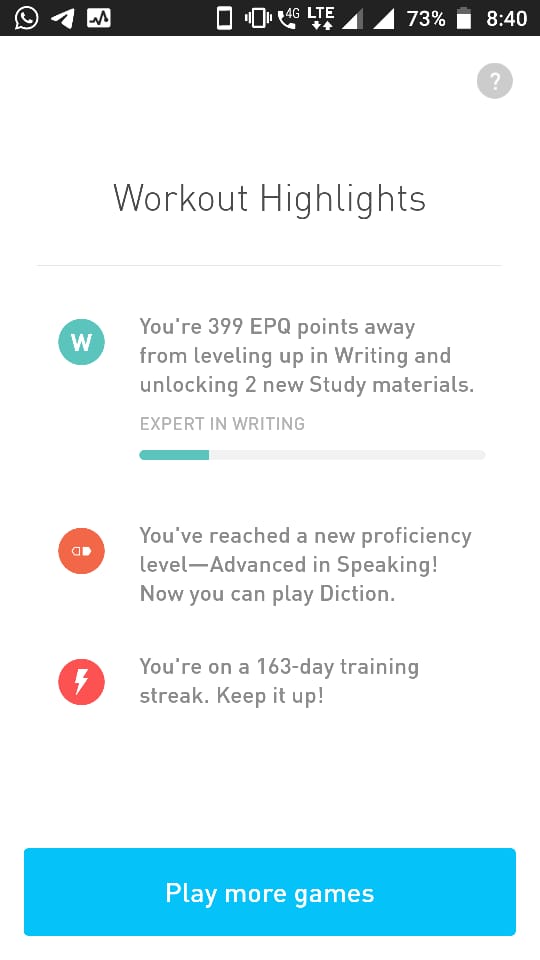 4G LTE 73% 8:40
?
Workout Highlights
W
You're 399 EPQ points away
from leveling up in Writing and
unlocking 2 new Study materials.
EXPERT IN WRITING
You've reached a new proficiency
level—Advanced in Speaking!
Now you can play Diction.
You're on a 163-day training
streak. Keep it up!
Play more games